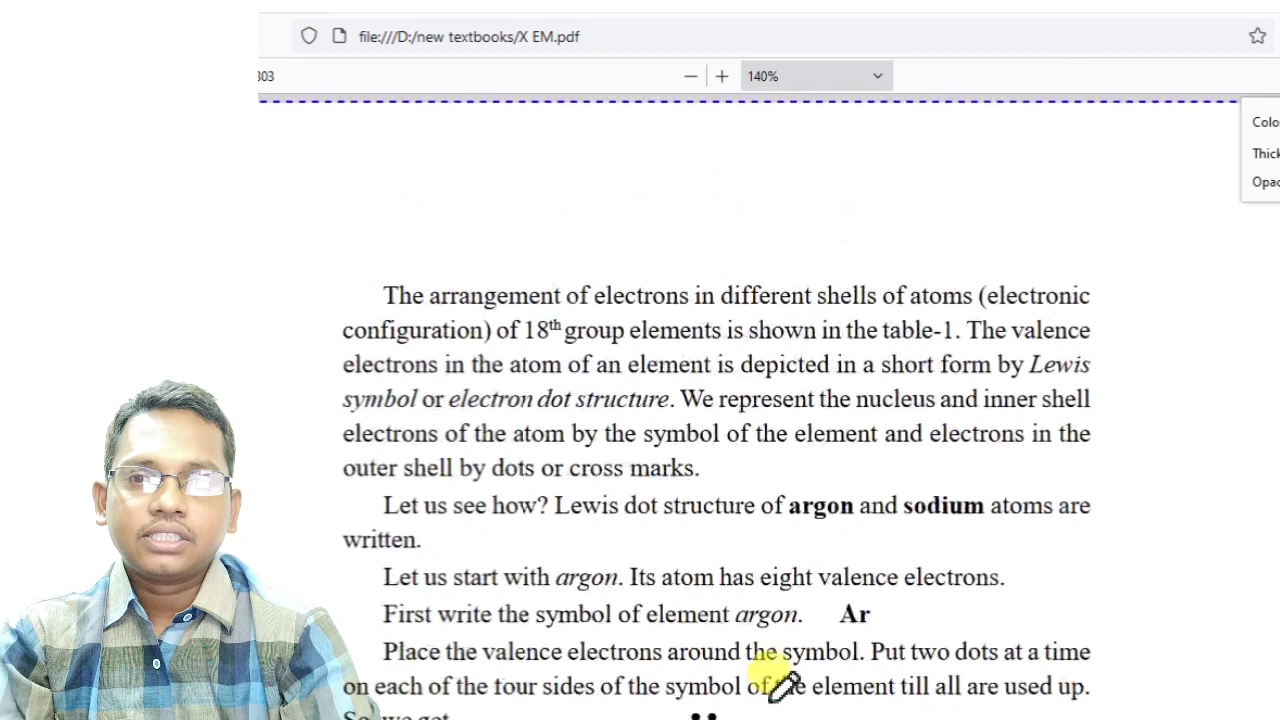 file:///D:/new textbooks/X EM.pdf
303
140%
Colo
Thick
Opac
The arrangement of electrons in different shells of atoms (electronic
configuration) of 18th group elements is shown in the table-1. The valence
electrons in the atom of an element is depicted in a short form by Lewis
symbol or electron dot structure. We represent the nucleus and inner shell
electrons of the atom by the symbol of the element and electrons in the
outer shell by dots or cross marks.
Let us see how? Lewis dot structure of argon and sodium atoms are
written.
Let us start with argon. Its atom has eight valence electrons.
First write the symbol of element argon. Ar
Place the valence electrons around the symbol. Put two dots at a time
on each of the four sides of the symbol of the element till all are used up.
So, we get